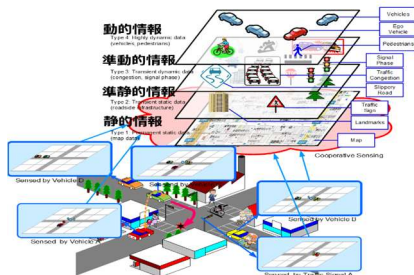 動的情報
Type 4: Highly dynamic data
(vehicles, pedestrians)
準動的情報
Type 3: Transient dynamic data
(congestion, signal phase)
準静的情報
Type 2: Transient static data
(roadside infrastructure)
静的情報
Type 1: Permanent static data
(map data)
Vehicles
Ego
Vehicle
Pedestrians
Signal
Phase
Traffic
Congestion
Slippery
Road
Traffic
Sign
Landmarks
Map
Cooperative Sensing
Sensed by Vehicle
Sensed by Vehicle
Sensed by Vehicle B
Sensed by Traffic Signal A